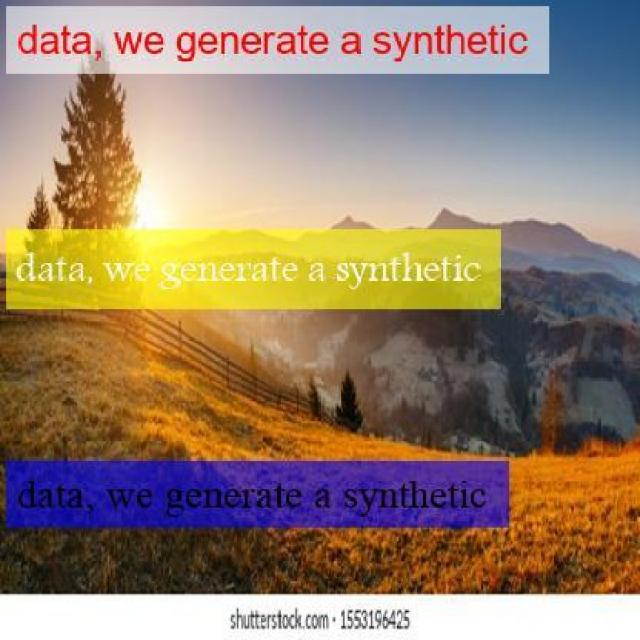 data, we generate a synthetic
data, we generate a synthetic
data, we generate a synthetic
shutterstock.com · 1553196425